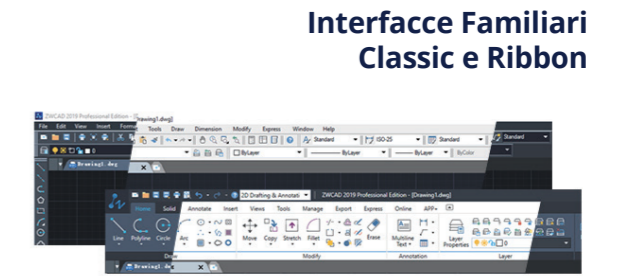 Interfacce Familiari
Classic e Ribbon
ZWCAD 2019 Professional Edition - [Drawing1.dwg]
File Edit View Insert Format Tools Draw Dimension Modify Express Window Help
Standard ISO-25 Standard Standard
0 ByLayer ByLayer ByLayer ByColor
Drawing1.dwg
2D Drafting & Annotati ZWCAD 2019 Professional Edition - [Drawing1.dwg]
Home Solid Annotate Insert Views Tools Manage Export Express Online APP+
Line Polyline Circle Arc Move Copy Stretch Fillet Erase Multiline Text Layer Properties 0
Draw Modify Annotation Layer
Drawing1.dwg